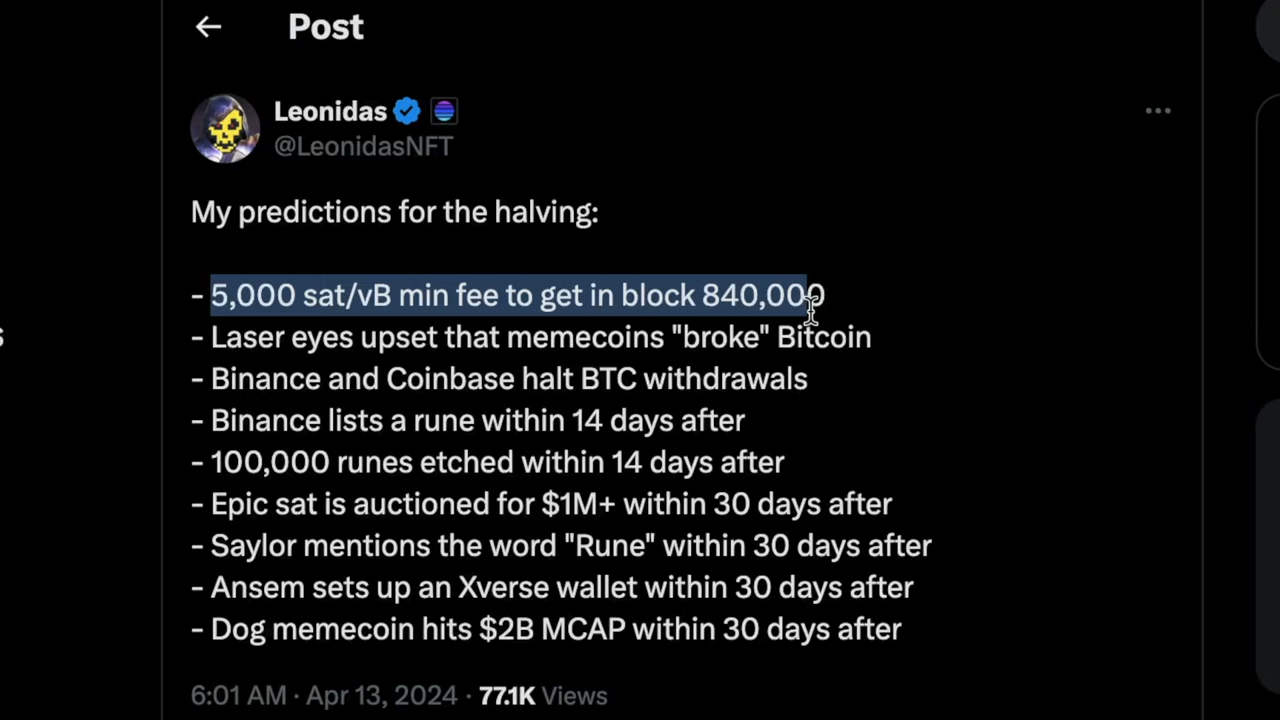 Post
Leonidas
@LeonidasNFT
My predictions for the halving:
- 5,000 sat/vB min fee to get in block 840,000
- Laser eyes upset that memecoins "broke" Bitcoin
- Binance and Coinbase halt BTC withdrawals
- Binance lists a rune within 14 days after
- 100,000 runes etched within 14 days after
- Epic sat is auctioned for $1M+ within 30 days after
- Saylor mentions the word "Rune" within 30 days after
- Ansem sets up an Xverse wallet within 30 days after
- Dog memecoin hits $2B MCAP within 30 days after
6:01 AM · Apr 13, 2024 · 77.1K Views